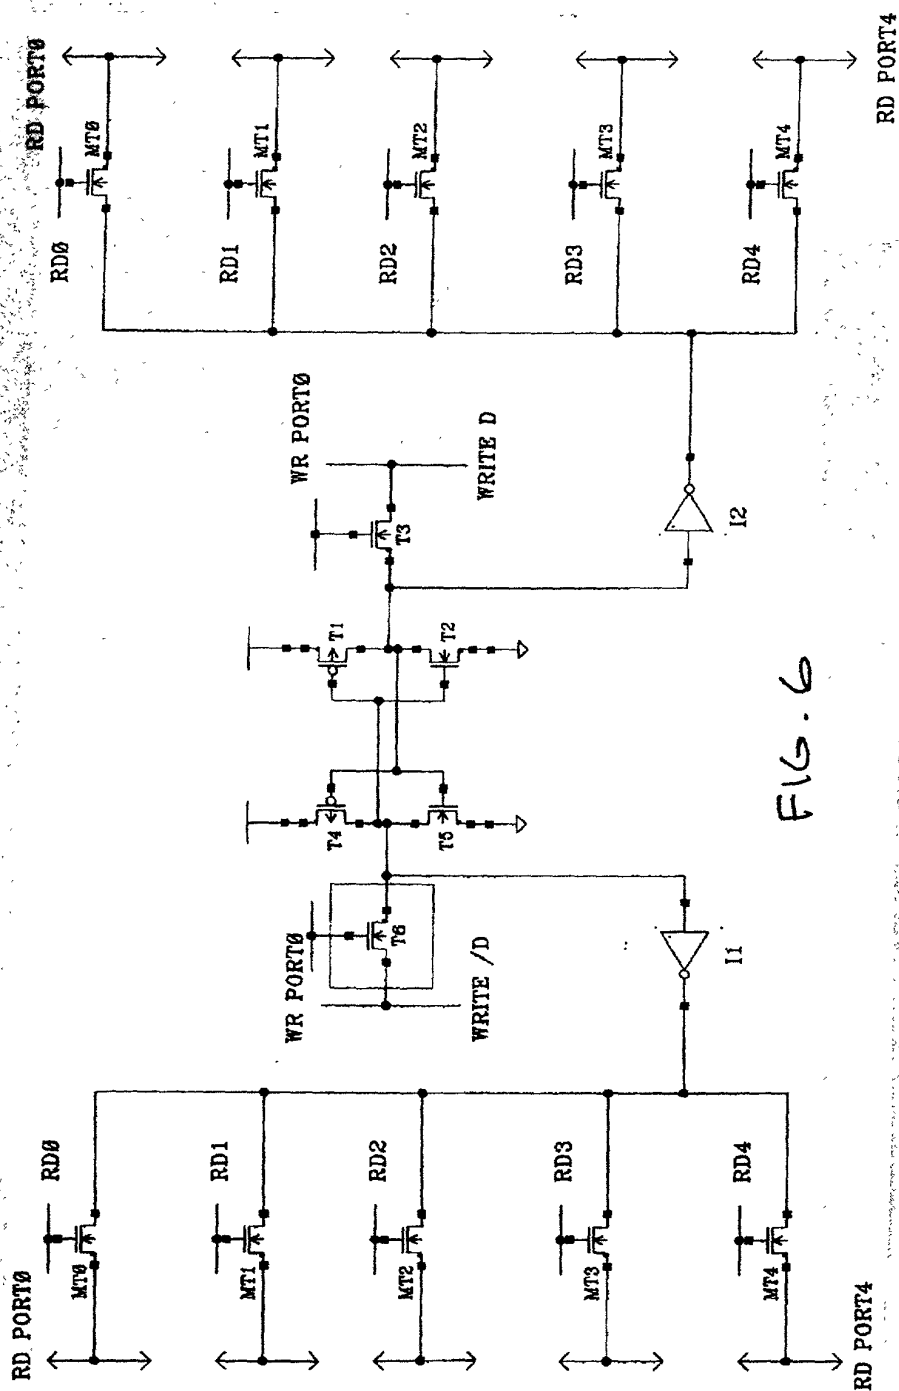 RD PORT0
RD0
MT0
RD1
MT1
RD2
MT2
RD3
MT3
RD4
MT4
RD PORT4
WR PORT0
WRITE D
T3
T1
T2
I2
T4
T5
WR PORT0
T6
WRITE /D
I1
RD0
MT0
RD PORT0
RD1
MT1
RD2
MT2
RD3
MT3
RD4
MT4
RD PORT4
FIG. 6